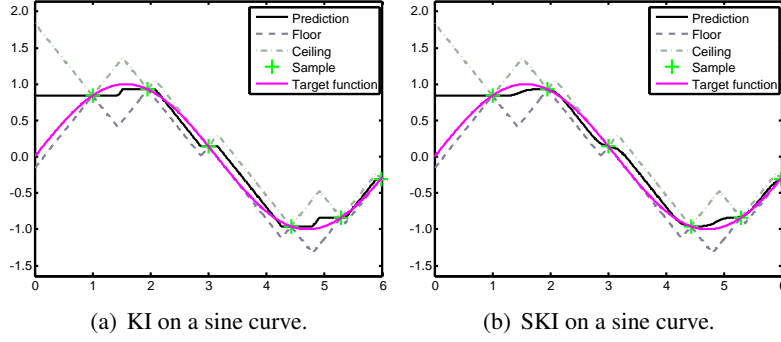 2.0
1.5
1.0
0.5
0.0
-0.5
-1.0
-1.5
0 1 2 3 4 5 6
Prediction
Floor
Ceiling
Sample
Target function
(a) KI on a sine curve.
2.0
1.5
1.0
0.5
0.0
-0.5
-1.0
-1.5
0 1 2 3 4 5 6
Prediction
Floor
Ceiling
Sample
Target function
(b) SKI on a sine curve.